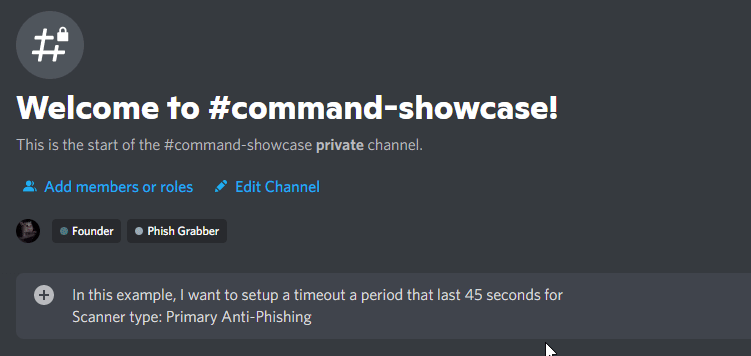 Welcome to #command-showcase!
This is the start of the #command-showcase private channel.
Add members or roles Edit Channel
Founder Phish Grabber
In this example, I want to setup a timeout a period that last 45 seconds for
Scanner type: Primary Anti-Phishing